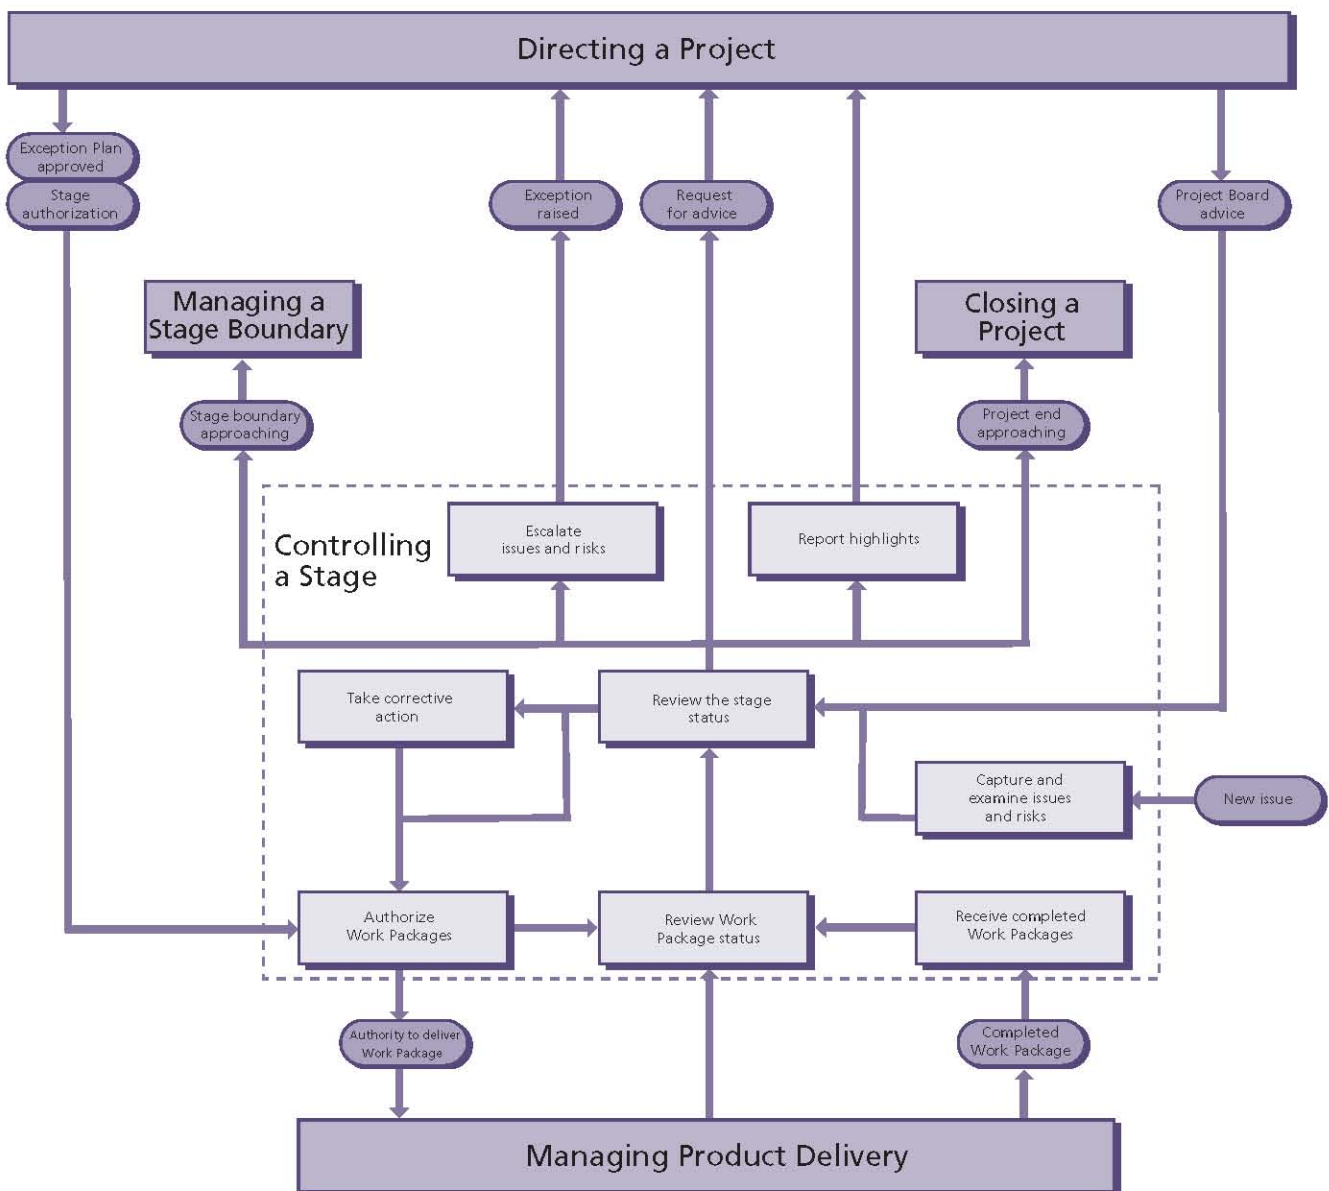 Directing a Project
Exception Plan
approved
Stage
authorization
Exception
raised
Request
for advice
Project Board
advice
Managing a
Stage Boundary
Closing a
Project
Stage boundary
approaching
Project end
approaching
Controlling
a Stage
Escalate
issues and risks
Report highlights
Take corrective
action
Review the stage
status
Capture and
examine issues
and risks
New issue
Authorize
Work Packages
Review Work
Package status
Receive completed
Work Packages
Authority to deliver
Work Package
Completed
Work Package
Managing Product Delivery